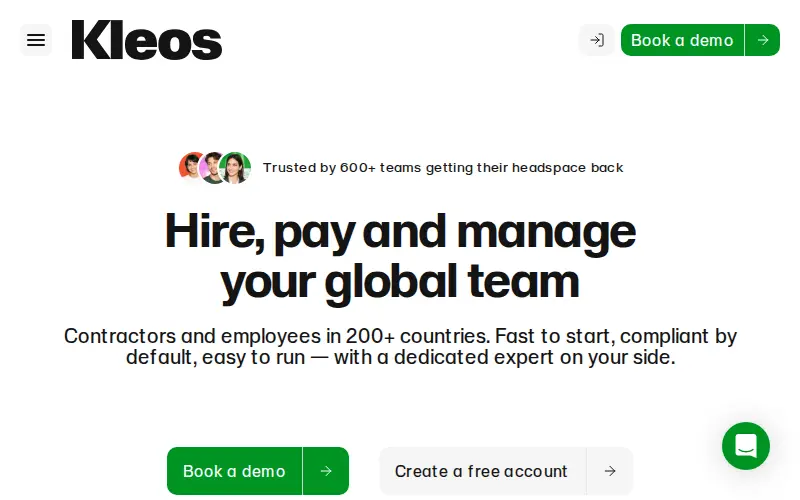 Kleos
Book a demo
Trusted by 600+ teams getting their headspace back
Hire, pay and manage
your global team
Contractors and employees in 200+ countries. Fast to start, compliant by
default, easy to run — with a dedicated expert on your side.
Book a demo
Create a free account